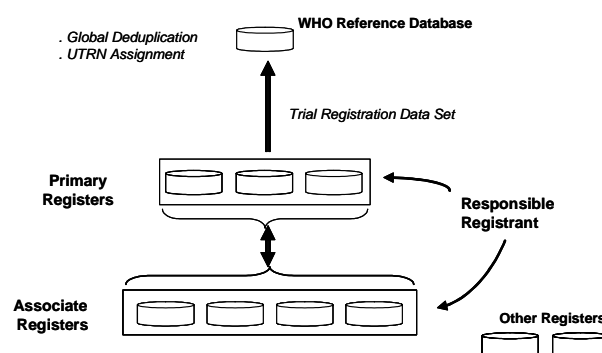 WHO Reference Database
. Global Deduplication
. UTRN Assignment
Trial Registration Data Set
Primary
Registers
Responsible
Registrant
Associate
Registers
Other Registers